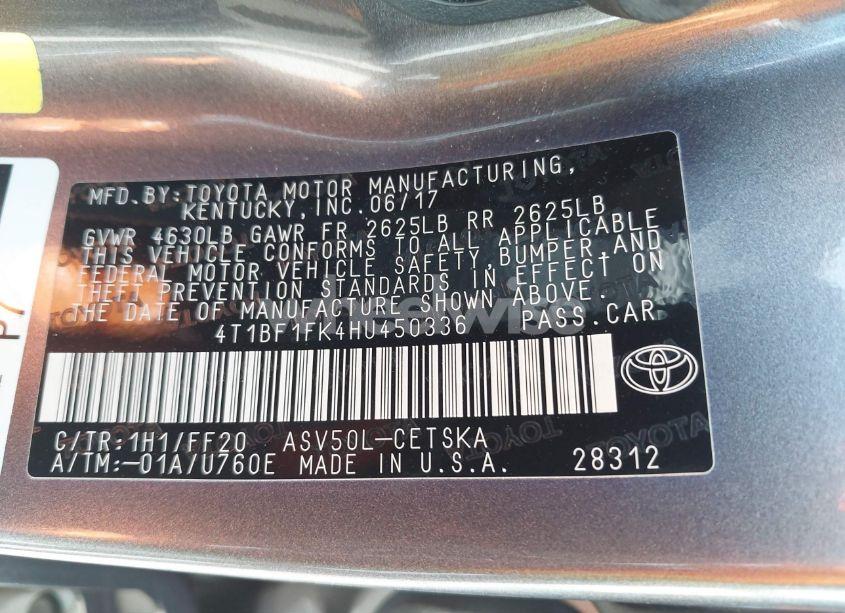 MFD.BY:TOYOTA MOTOR MANUFACTURING,
KENTUCKY,INC.06/17
GVWR 4630LB GAWR FR 2625LB RR 2625LB
THIS VEHICLE CONFORMS TO ALL APPLICABLE
FEDERAL MOTOR VEHICLE SAFETY,BUMPER,AND
THEFT PREVENTION STANDARDS IN EFFECT ON
THE DATE OF MANUFACTURE SHOWN ABOVE.
4T1BF1FK4HU450336 PASS.CAR
C/TR:1H1/FF20 ASV50L-CETSKA
A/TM:-01A/U760E MADE IN U.S.A. 28312